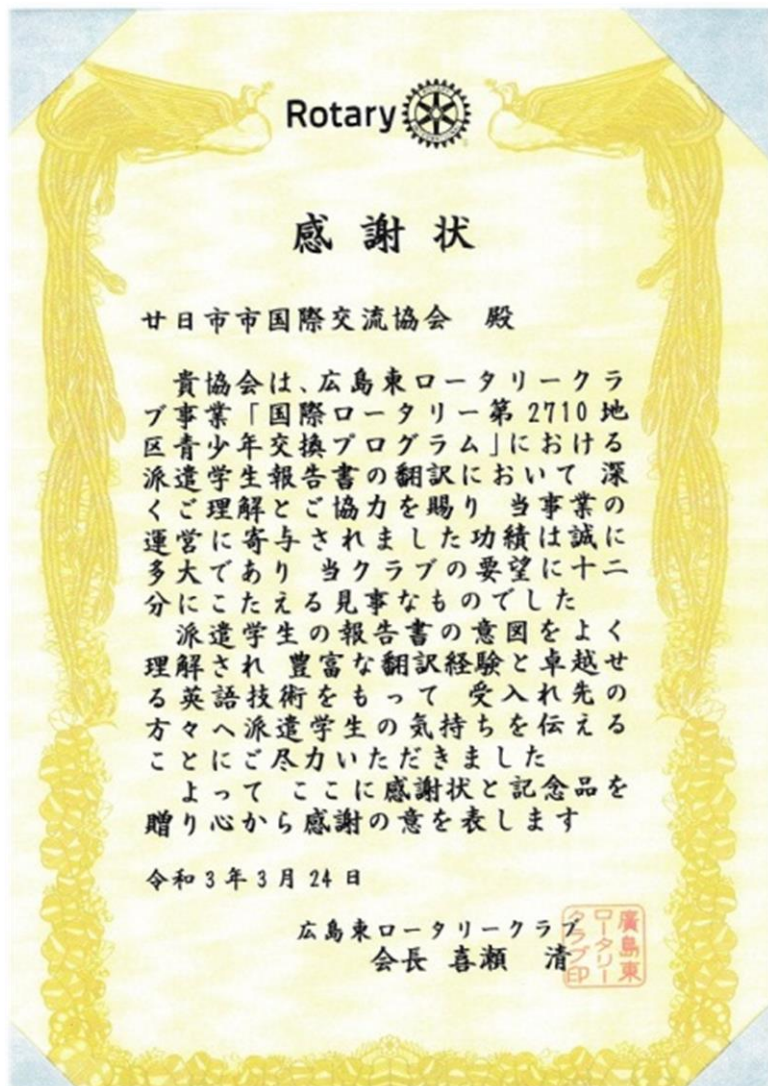 Rotary
感謝状
廿日市市国際交流協会 殿
貴協会は、広島東ロータリークラ
ブ事業「国際ロータリー第2710地
区青少年交換プログラム」における
派遣学生報告書の翻訳において 深
くご理解とご協力を賜り 当事業の
運営に寄与されました功績は誠に
多大であり 当クラブの要望に十二
分にこたえる見事なものでした
派遣学生の報告書の意図をよく
理解され 豊富な翻訳経験と卓越せ
る英語技術をもって 受入れ先の
方々へ派遣学生の気持ちを伝える
ことにご尽力いただきました
よって ここに感謝状と記念品を
贈り心から感謝の意を表します
令和3年3月24日
広島東ロータリークラブ
会長 喜瀬 清
廣島東
ロータリー
クラブ印